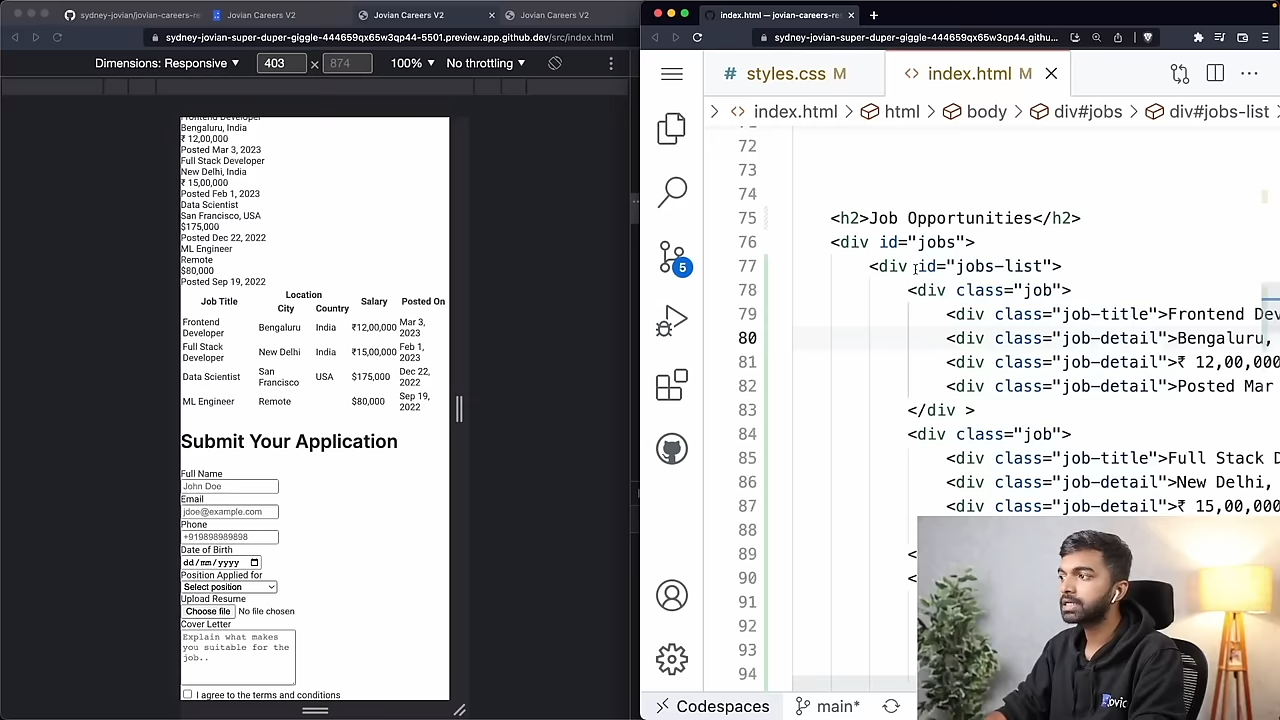 sydney-jovian/jovian-careers-re
Jovian Careers V2
Jovian Careers V2
Jovian Careers V2
sydney-jovian-super-duper-giggle-444659qx65w3qp44-5501.preview.app.github.dev/src/index.html
Dimensions: Responsive
403
×
874
100%
No throttling
Frontend Developer
Bengaluru, India
₹ 12,00,000
Posted Mar 3, 2023
Full Stack Developer
New Delhi, India
₹ 15,00,000
Posted Feb 1, 2023
Data Scientist
San Francisco, USA
$175,000
Posted Dec 22, 2022
ML Engineer
Remote
$80,000
Posted Sep 19, 2022
Job Title Location Salary Posted On
City Country
Frontend Developer Bengaluru India ₹12,00,000 Mar 3, 2023
Full Stack Developer New Delhi India ₹15,00,000 Feb 1, 2023
Data Scientist San Francisco USA $175,000 Dec 22, 2022
ML Engineer Remote $80,000 Sep 19, 2022
Submit Your Application
Full Name
John Doe
Email
jdoe@example.com
Phone
+919898989898
Date of Birth
dd/mm/yyyy
Position Applied for
Select position
Upload Resume
Choose file No file chosen
Cover Letter
Explain what makes
you suitable for the
job..
I agree to the terms and conditions
index.html — jovian-careers-re
sydney-jovian-super-duper-giggle-444659qx65w3qp44.githu...
# styles.css M
<> index.html M
> <> index.html > html > body > div#jobs > div#jobs-list >
72
73
74
75 <h2>Job Opportunities</h2>
76 <div id="jobs">
77 <div id="jobs-list">
78 <div class="job">
79 <div class="job-title">Frontend Dev
80 <div class="job-detail">Bengaluru,
81 <div class="job-detail">₹ 12,00,000
82 <div class="job-detail">Posted Mar
83 </div >
84 <div class="job">
85 <div class="job-title">Full Stack D
86 <div class="job-detail">New Delhi,
87 <div class="job-detail">₹ 15,00,000
88
89 <
90 <
91
92
93
94
5
Codespaces
main*